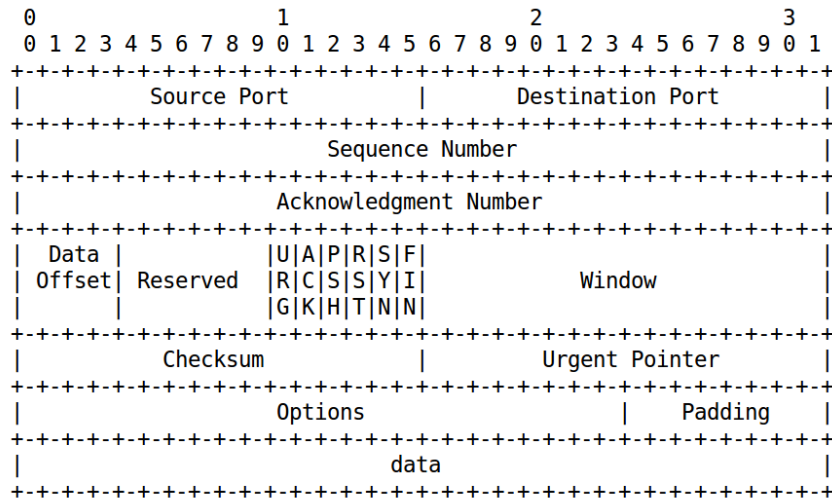 0                   1                   2                   3
 0 1 2 3 4 5 6 7 8 9 0 1 2 3 4 5 6 7 8 9 0 1 2 3 4 5 6 7 8 9 0 1
+-+-+-+-+-+-+-+-+-+-+-+-+-+-+-+-+-+-+-+-+-+-+-+-+-+-+-+-+-+-+-+-+
|          Source Port          |       Destination Port        |
+-+-+-+-+-+-+-+-+-+-+-+-+-+-+-+-+-+-+-+-+-+-+-+-+-+-+-+-+-+-+-+-+
|                        Sequence Number                        |
+-+-+-+-+-+-+-+-+-+-+-+-+-+-+-+-+-+-+-+-+-+-+-+-+-+-+-+-+-+-+-+-+
|                    Acknowledgment Number                      |
+-+-+-+-+-+-+-+-+-+-+-+-+-+-+-+-+-+-+-+-+-+-+-+-+-+-+-+-+-+-+-+-+
|  Data |           |U|A|P|R|S|F|                               |
| Offset| Reserved  |R|C|S|S|Y|I|            Window             |
|       |           |G|K|H|T|N|N|                               |
+-+-+-+-+-+-+-+-+-+-+-+-+-+-+-+-+-+-+-+-+-+-+-+-+-+-+-+-+-+-+-+-+
|           Checksum            |         Urgent Pointer        |
+-+-+-+-+-+-+-+-+-+-+-+-+-+-+-+-+-+-+-+-+-+-+-+-+-+-+-+-+-+-+-+-+
|                    Options                    |    Padding    |
+-+-+-+-+-+-+-+-+-+-+-+-+-+-+-+-+-+-+-+-+-+-+-+-+-+-+-+-+-+-+-+-+
|                             data                              |
+-+-+-+-+-+-+-+-+-+-+-+-+-+-+-+-+-+-+-+-+-+-+-+-+-+-+-+-+-+-+-+-+